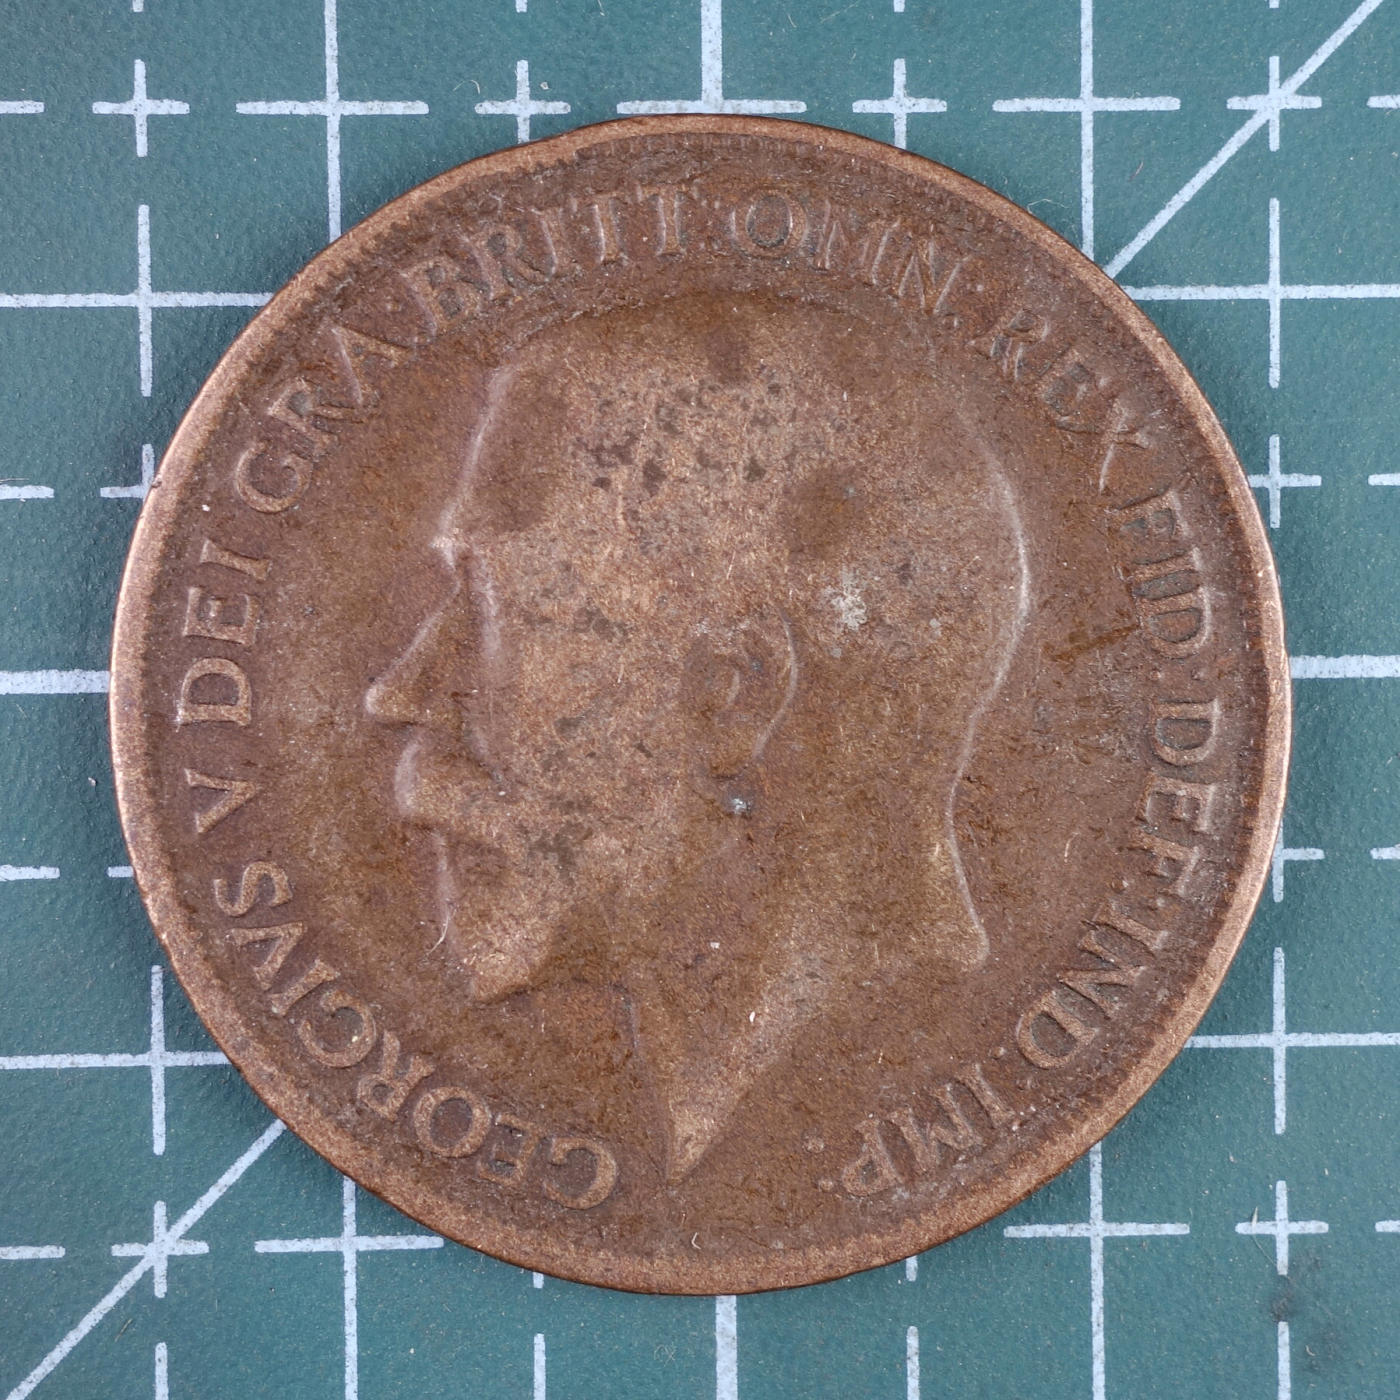 GEORGIVS V DEI GRA: BRITT: OMN: REX FID: DEF: IND: IMP: